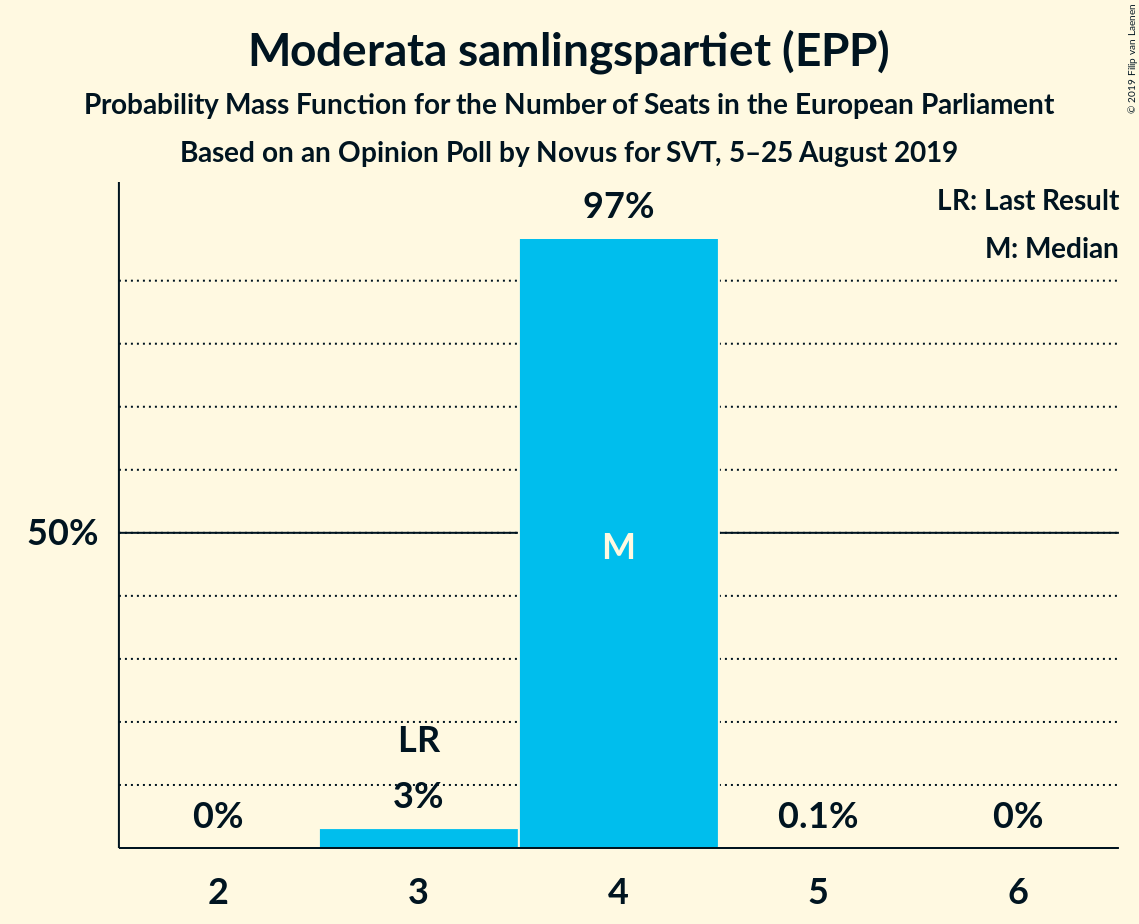 Moderata samlingspartiet (EPP)
Probability Mass Function for the Number of Seats in the European Parliament
Based on an Opinion Poll by Novus for SVT, 5–25 August 2019
© 2019 Filip van Laenen
LR: Last Result
M: Median
97%
50%
M
LR
0%
3%
0.1%
0%
2
3
4
5
6